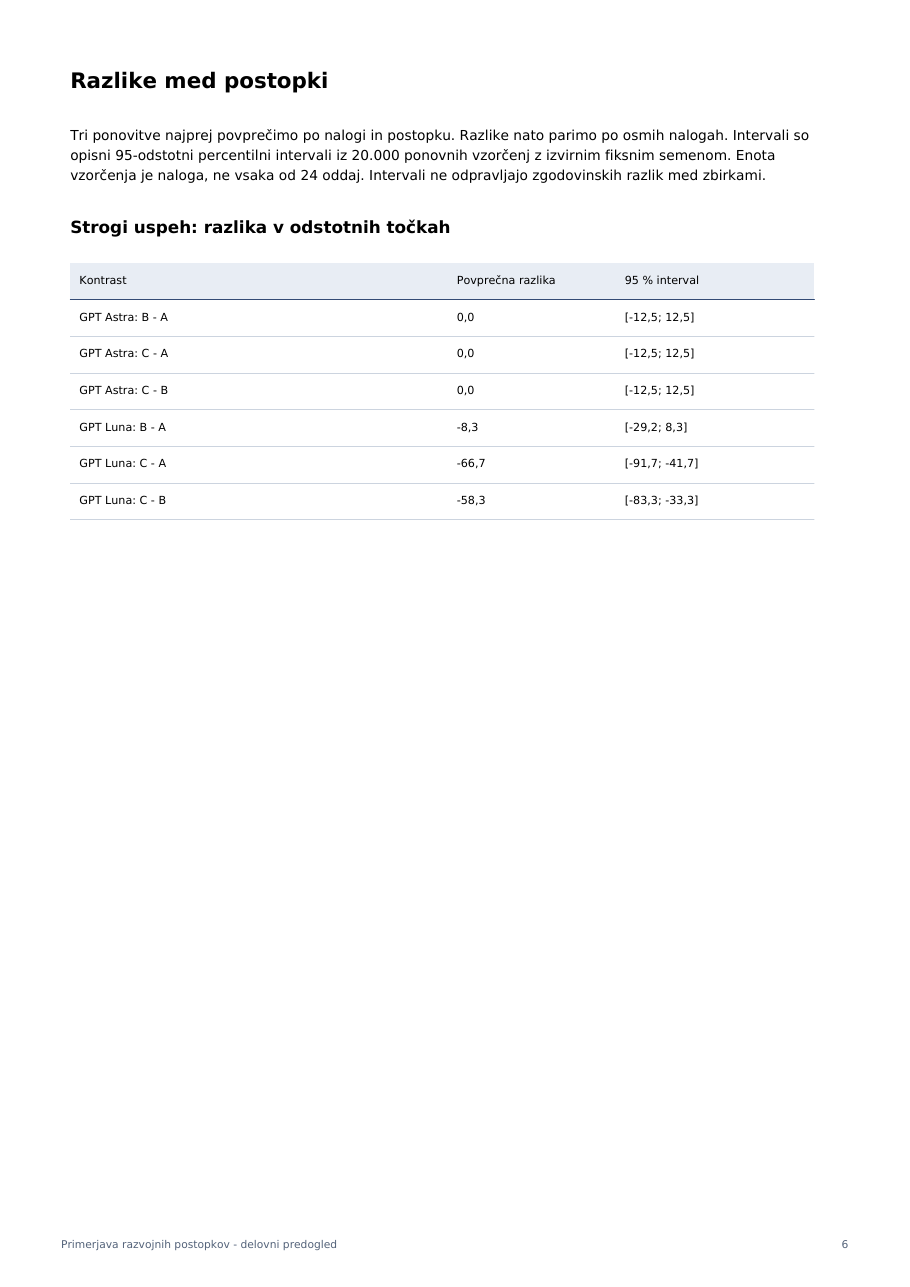 Razlike med postopki
Tri ponovitve najprej povprečimo po nalogi in postopku. Razlike nato parimo po osmih nalogah. Intervali so
opisni 95-odstotni percentilni intervali iz 20.000 ponovnih vzorčenj z izvirnim fiksnim semenom. Enota
vzorčenja je naloga, ne vsaka od 24 oddaj. Intervali ne odpravljajo zgodovinskih razlik med zbirkami.
Strogi uspeh: razlika v odstotnih točkah
Kontrast Povprečna razlika 95 % interval
GPT Astra: B - A 0,0 [-12,5; 12,5]
GPT Astra: C - A 0,0 [-12,5; 12,5]
GPT Astra: C - B 0,0 [-12,5; 12,5]
GPT Luna: B - A -8,3 [-29,2; 8,3]
GPT Luna: C - A -66,7 [-91,7; -41,7]
GPT Luna: C - B -58,3 [-83,3; -33,3]
Primerjava razvojnih postopkov - delovni predogled 6